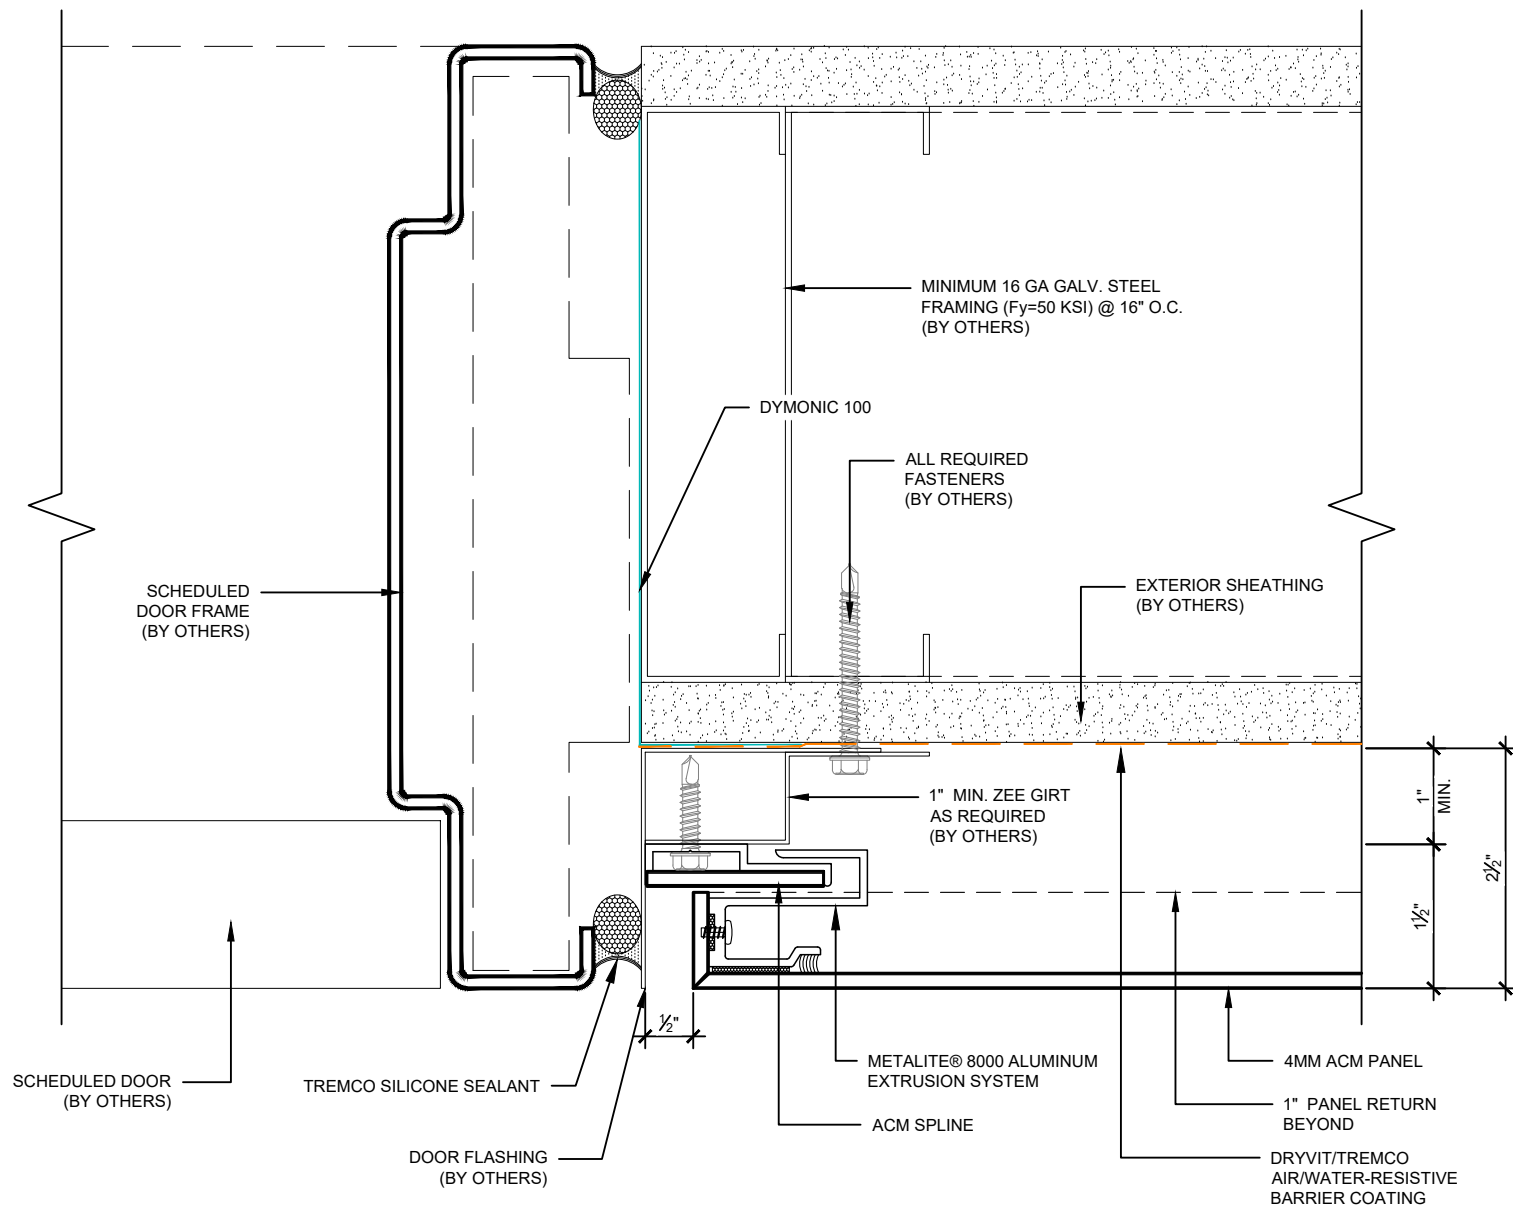 MINIMUM 16 GA GALV. STEEL
FRAMING (Fy=50 KSI) @ 16" O.C.
(BY OTHERS)
DYMONIC 100
ALL REQUIRED
FASTENERS
(BY OTHERS)
SCHEDULED
DOOR FRAME
(BY OTHERS)
EXTERIOR SHEATHING
(BY OTHERS)
1" MIN. ZEE GIRT
AS REQUIRED
(BY OTHERS)
1"
MIN.
2½"
1½"
½"
SCHEDULED DOOR
(BY OTHERS)
TREMCO SILICONE SEALANT
DOOR FLASHING
(BY OTHERS)
METALITE® 8000 ALUMINUM
EXTRUSION SYSTEM
ACM SPLINE
4MM ACM PANEL
1" PANEL RETURN
BEYOND
DRYVIT/TREMCO
AIR/WATER-RESISTIVE
BARRIER COATING